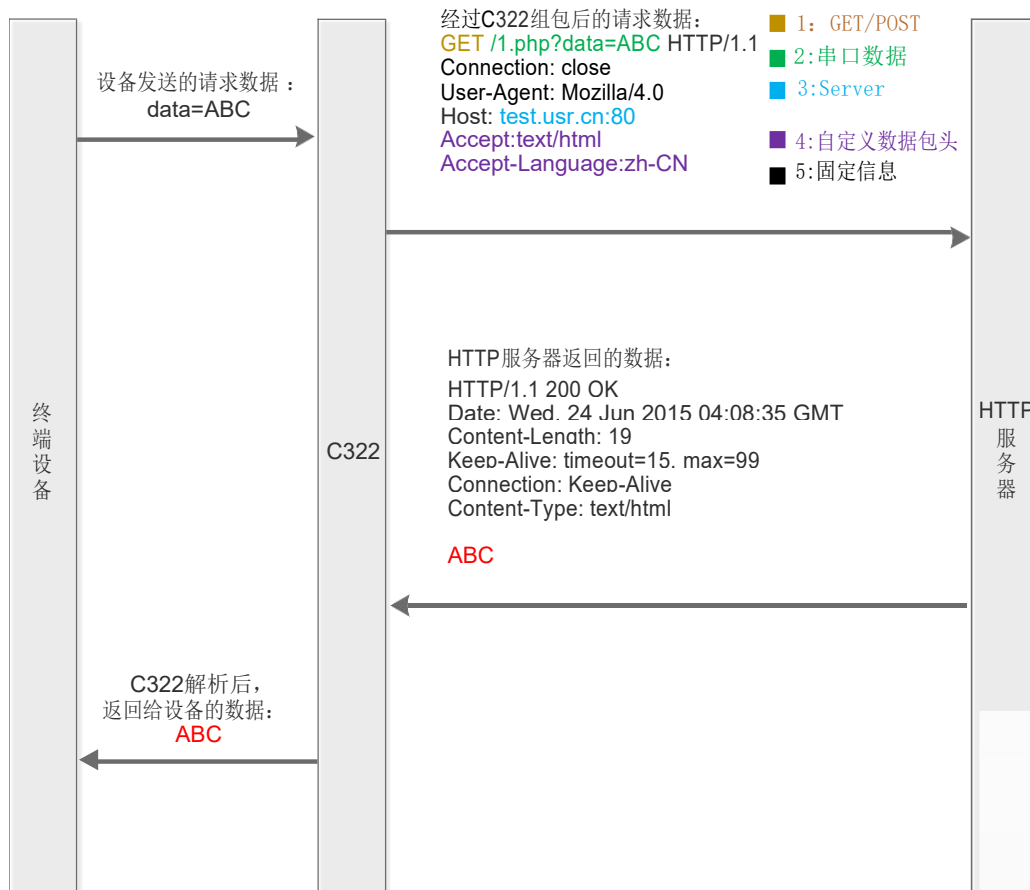 经过C322组包后的请求数据：
GET /1.php?data=ABC HTTP/1.1
Connection: close
User-Agent: Mozilla/4.0
Host: test.usr.cn:80
Accept:text/html
Accept-Language:zh-CN
1：GET/POST
2:串口数据
3:Server
4:自定义数据包头
5:固定信息
设备发送的请求数据：
data=ABC
HTTP服务器返回的数据：
HTTP/1.1 200 OK
Date: Wed, 24 Jun 2015 04:08:35 GMT
Content-Length: 19
Keep-Alive: timeout=15, max=99
Connection: Keep-Alive
Content-Type: text/html
ABC
终
端
设
备
C322
HTTP
服
务
器
C322解析后，
返回给设备的数据：
ABC